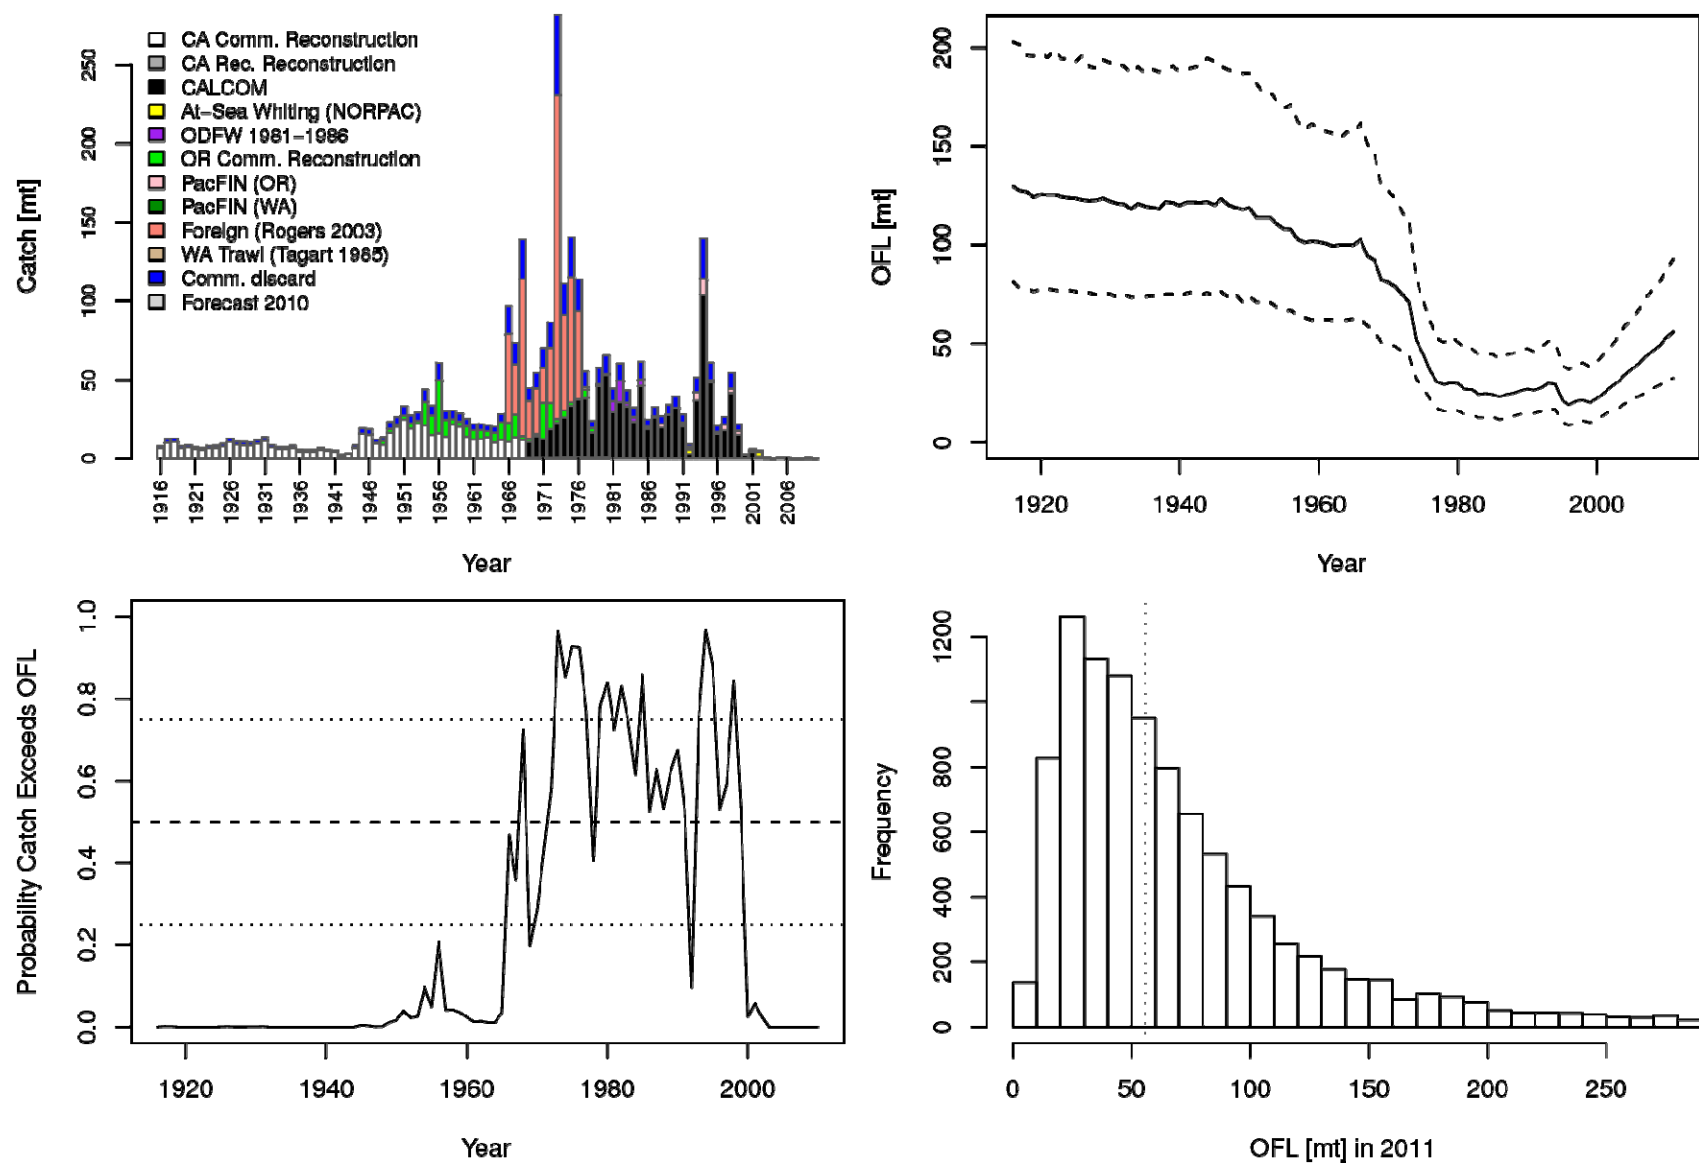 CA Comm. Reconstruction
CA Rec. Reconstruction
CALCOM
At-Sea Whiting (NORPAC)
ODFW 1981-1986
OR Comm. Reconstruction
PacFIN (OR)
PacFIN (WA)
Foreign (Rogers 2003)
WA Trawl (Tagart 1985)
Comm. discard
Forecast 2010
Catch [mt]
0 50 100 150 200 250
1916 1921 1926 1931 1936 1941 1946 1951 1956 1961 1966 1971 1976 1981 1986 1991 1996 2001 2006
Year
OFL [mt]
0 50 100 150 200
1920 1940 1960 1980 2000
Year
Probability Catch Exceeds OFL
0.0 0.2 0.4 0.6 0.8 1.0
1920 1940 1960 1980 2000
Year
Frequency
0 200 400 600 800 1200
0 50 100 150 200 250
OFL [mt] in 2011